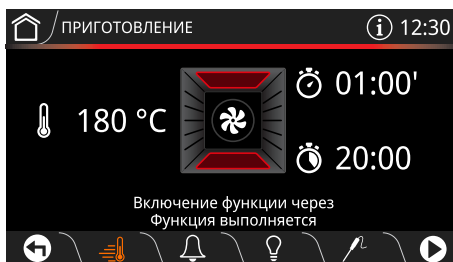 ПРИГОТОВЛЕНИЕ
12:30
180 °C
01:00'
20:00
Включение функции через
Функция выполняется